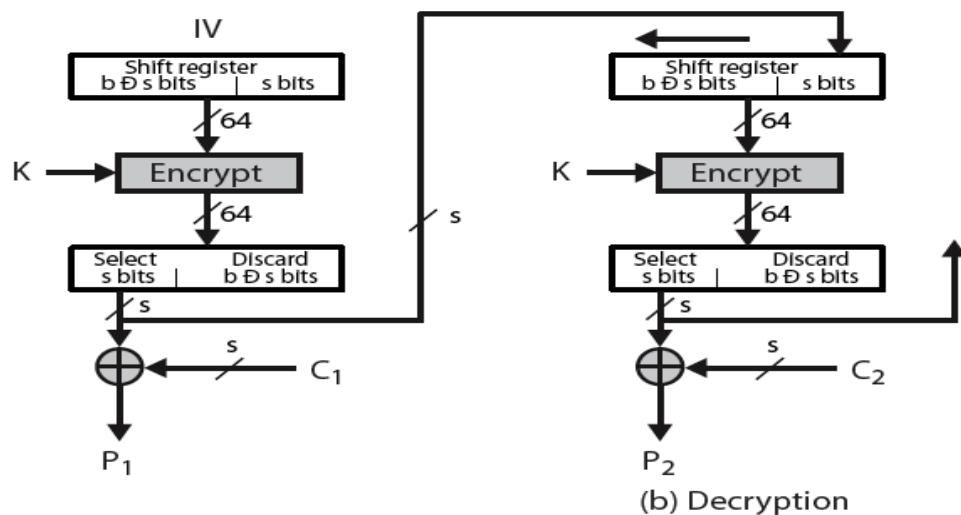 IV
Shift register
b Đ s bits | s bits
64
K
Encrypt
64
Select Discard
s bits | b Đ s bits
s
s
C1
P1
s
Shift register
b Đ s bits | s bits
64
K
Encrypt
64
Select Discard
s bits | b Đ s bits
s
s
C2
P2
(b) Decryption